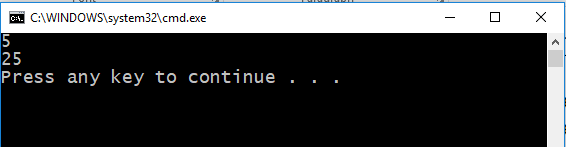 C:\WINDOWS\system32\cmd.exe
5
25
Press any key to continue . . .